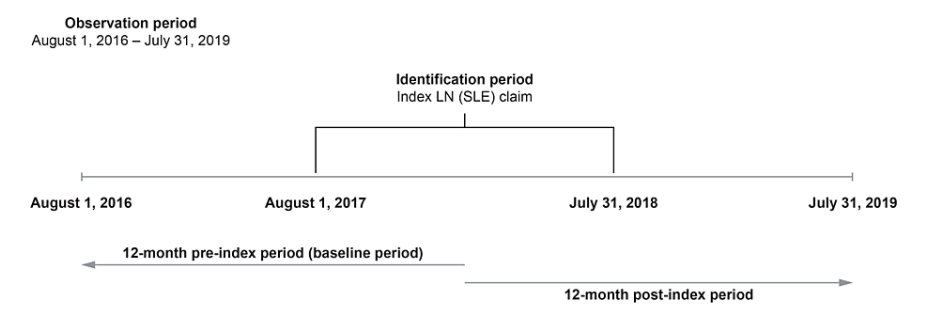 Observation period
August 1, 2016 – July 31, 2019
Identification period
Index LN (SLE) claim
August 1, 2016
August 1, 2017
July 31, 2018
July 31, 2019
12-month pre-index period (baseline period)
12-month post-index period